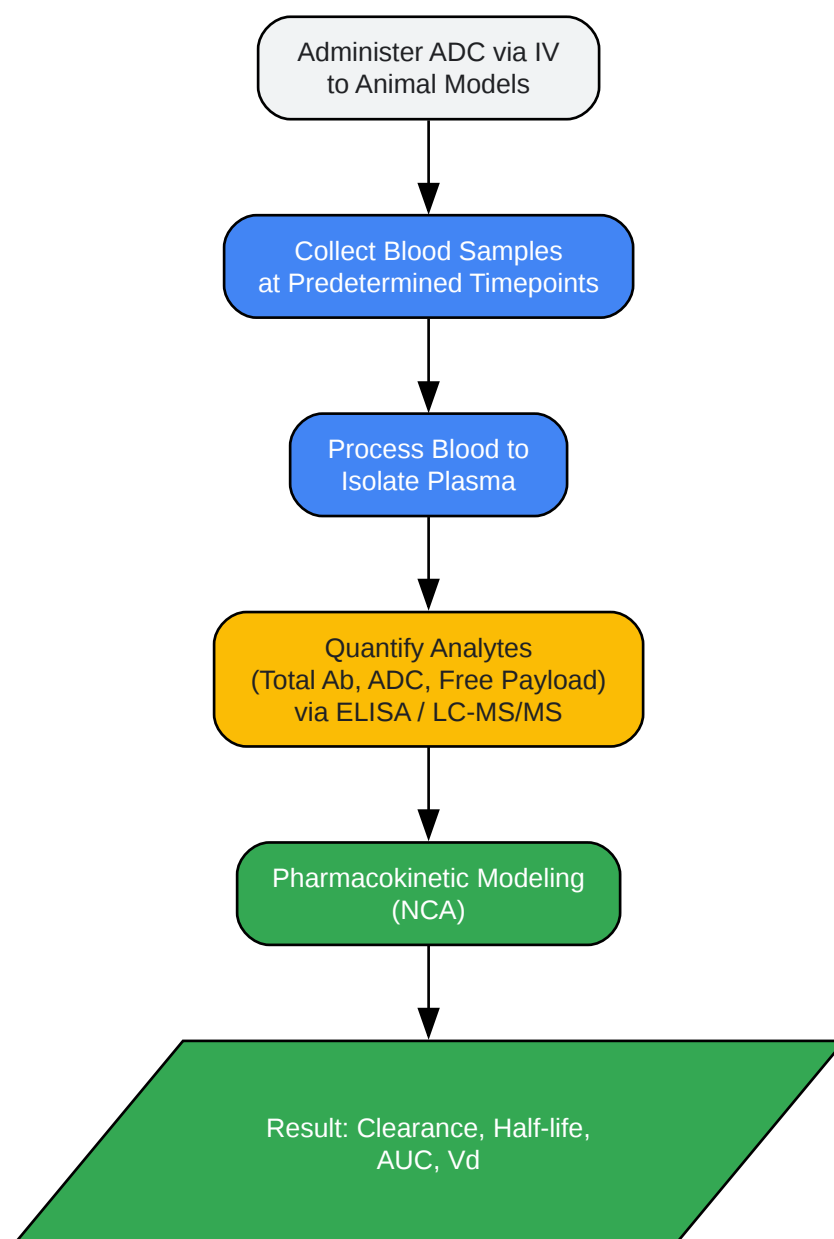 Administer ADC via IV
to Animal Models
Collect Blood Samples
at Predetermined Timepoints
Process Blood to
Isolate Plasma
Quantify Analytes
(Total Ab, ADC, Free Payload)
via ELISA / LC-MS/MS
Pharmacokinetic Modeling
(NCA)
Result: Clearance, Half-life,
AUC, Vd